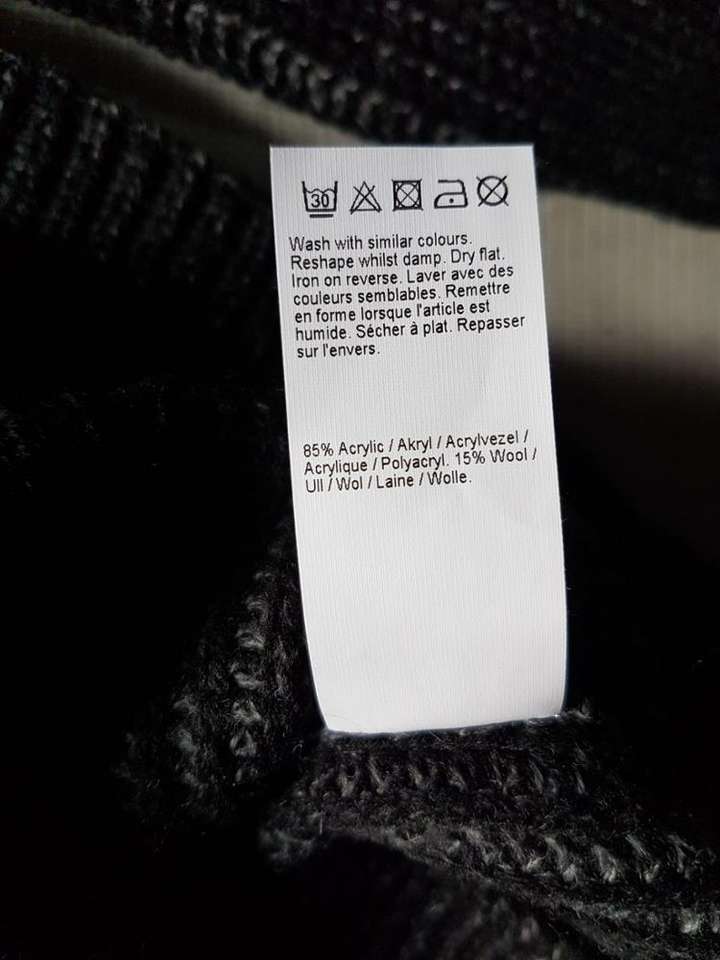 30
Wash with similar colours.
Reshape whilst damp. Dry flat.
Iron on reverse. Laver avec des
couleurs semblables. Remettre
en forme lorsque l'article est
humide. Sécher à plat. Repasser
sur l'envers.
85% Acrylic / Akryl / Acrylvezel /
Acrylique / Polyacryl. 15% Wool /
Ull / Wol / Laine / Wolle.